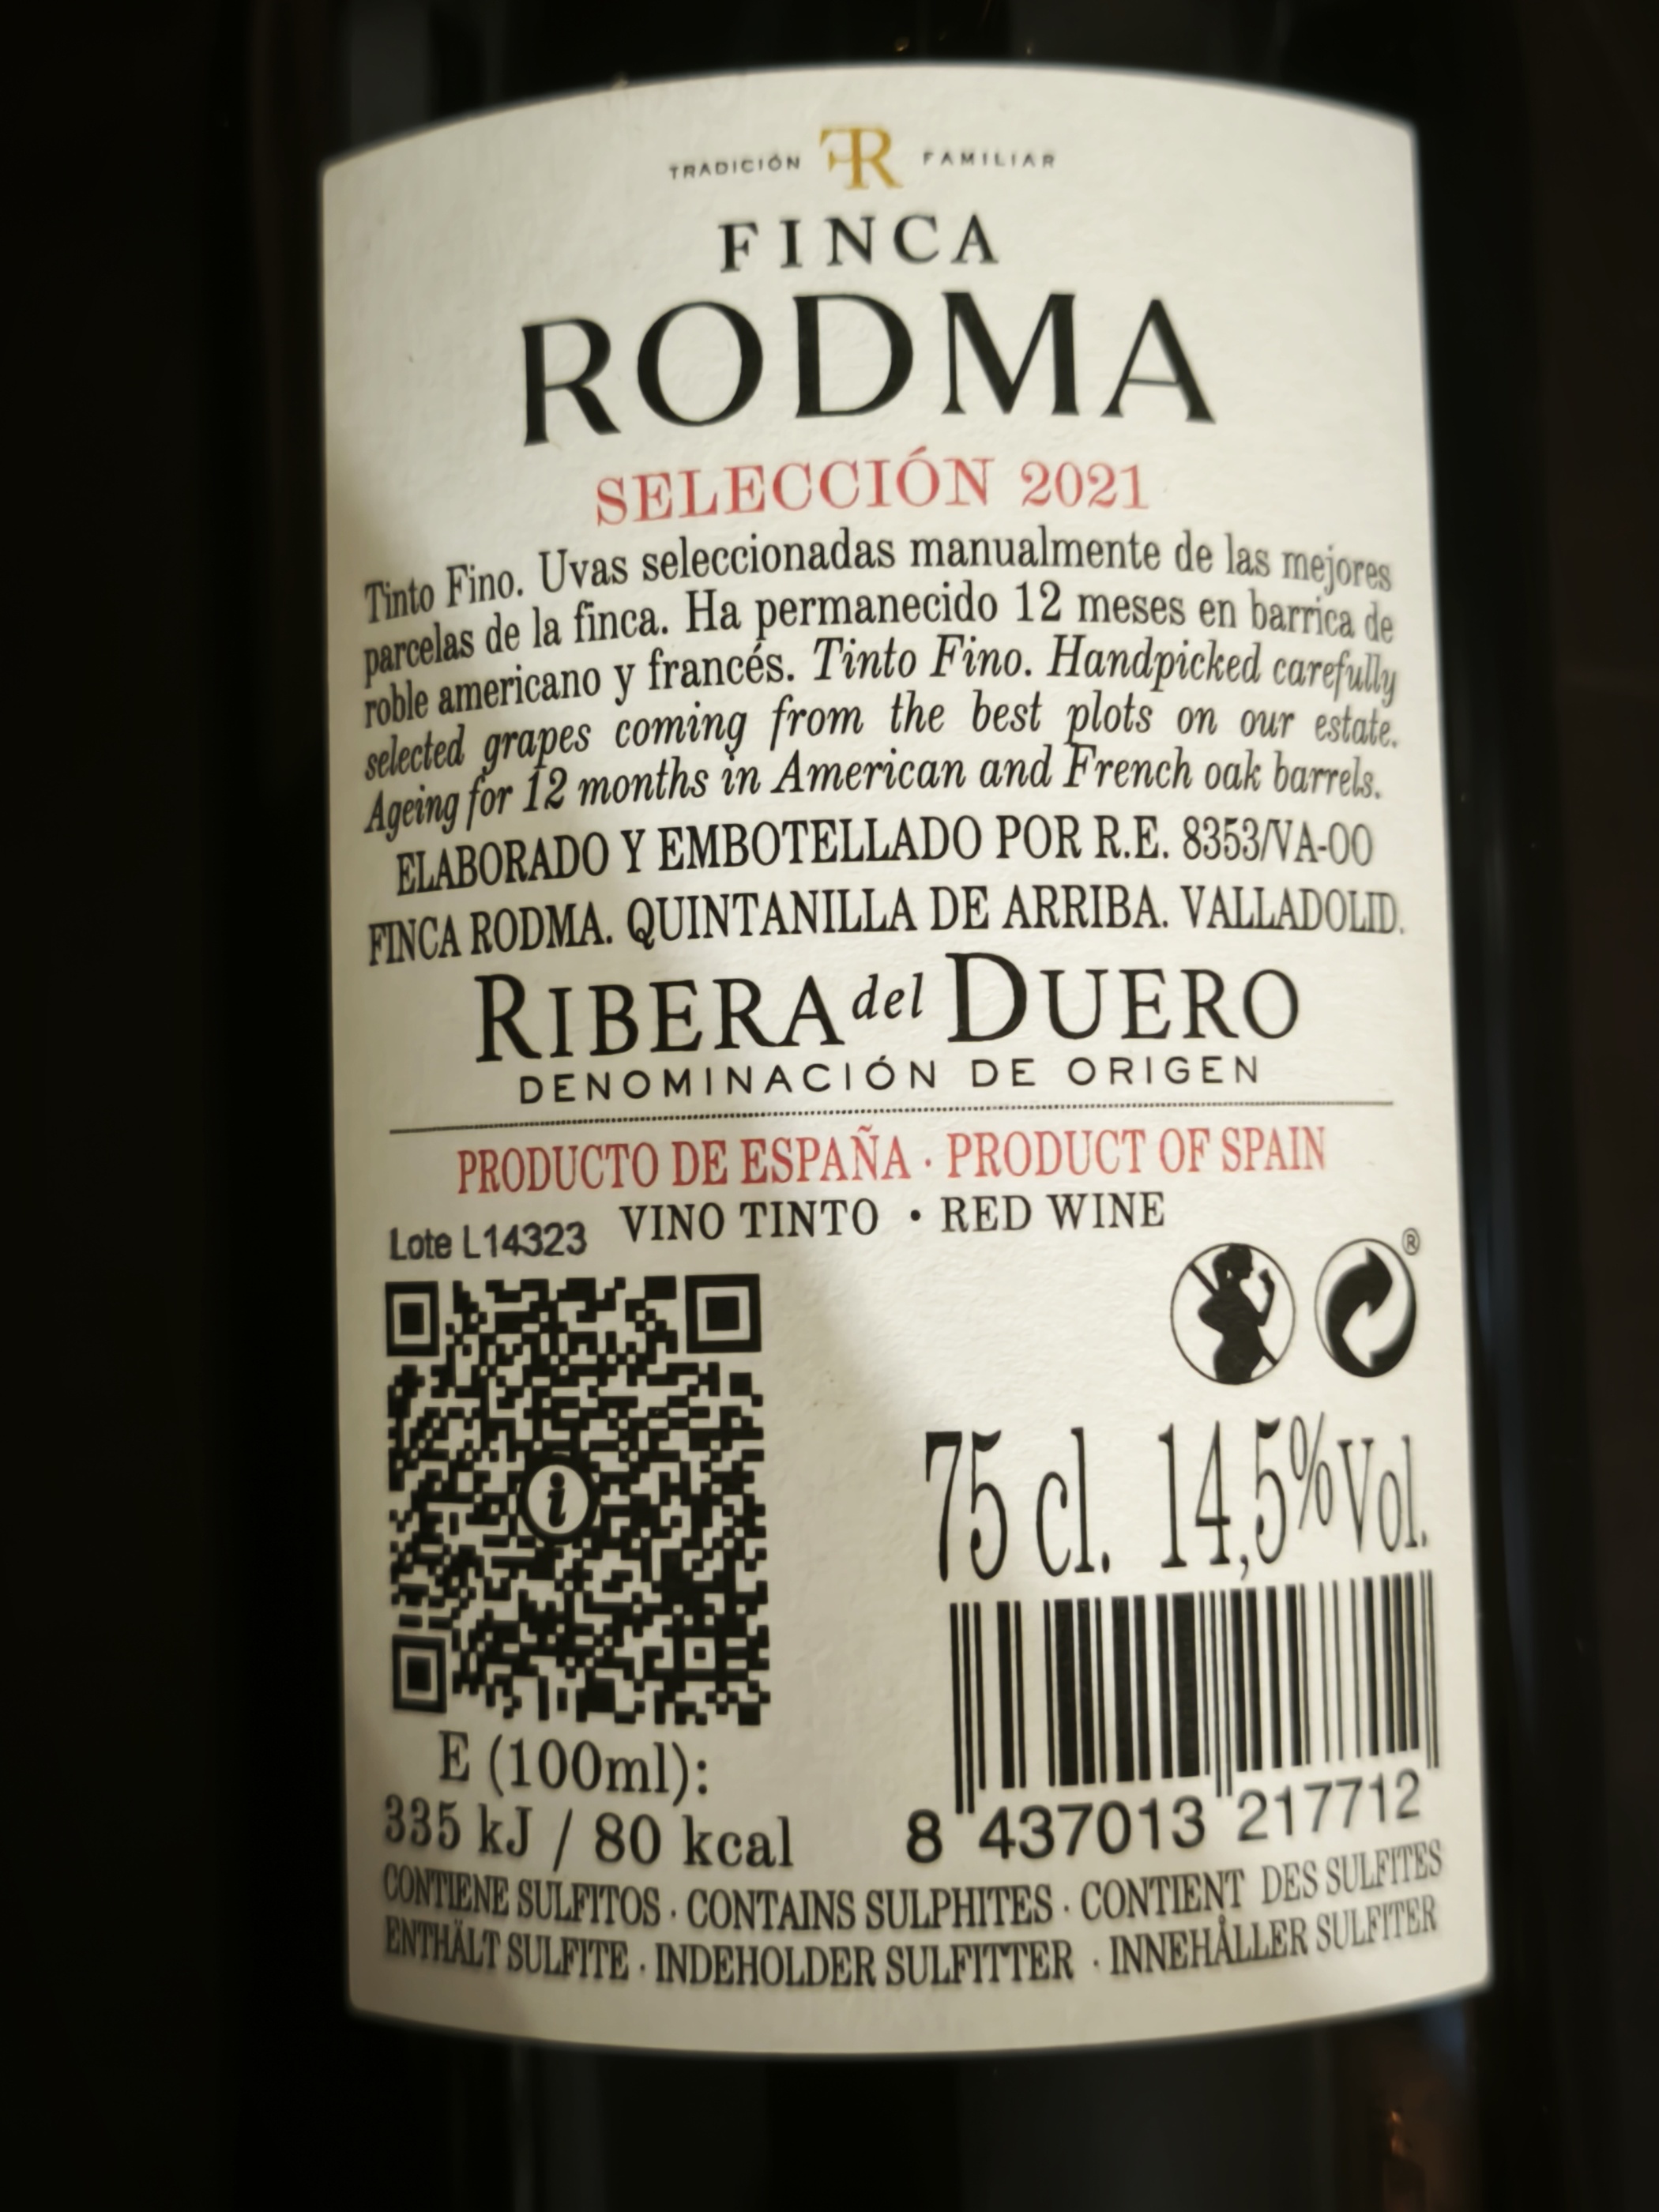 TRADICIÓN FR FAMILIAR
FINCA
RODMA
SELECCIÓN 2021
Tinto Fino. Uvas seleccionadas manualmente de las mejores
parcelas de la finca. Ha permanecido 12 meses en barrica de
roble americano y francés. Tinto Fino. Handpicked carefully
selected grapes coming from the best plots on our estate.
Ageing for 12 months in American and French oak barrels.
ELABORADO Y EMBOTELLADO POR R.E. 8353/VA-OO
FINCA RODMA. QUINTANILLA DE ARRIBA. VALLADOLID.
RIBERA del DUERO
DENOMINACIÓN DE ORIGEN
PRODUCTO DE ESPAÑA · PRODUCT OF SPAIN
VINO TINTO • RED WINE
Lote L14323
®
i
75 cl. 14,5%Vol.
E (100ml):
335 kJ / 80 kcal
8 437013 217712
CONTIENE SULFITOS · CONTAINS SULPHITES · CONTIENT DES SULFITES
ENTHÄLT SULFITE · INDEHOLDER SULFITTER · INNEHÅLLER SULFITER